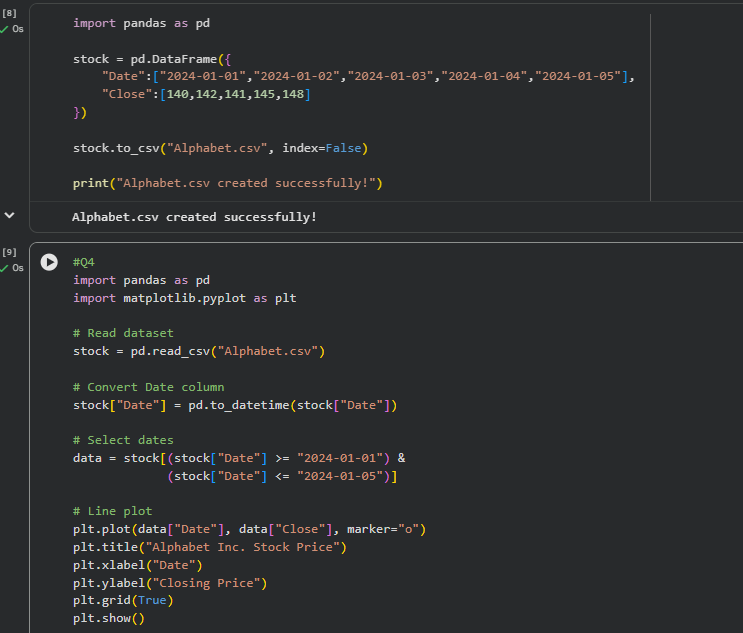 [8]
0s
import pandas as pd
stock = pd.DataFrame({
    "Date":["2024-01-01","2024-01-02","2024-01-03","2024-01-04","2024-01-05"],
    "Close":[140,142,141,145,148]
})
stock.to_csv("Alphabet.csv", index=False)
print("Alphabet.csv created successfully!")
Alphabet.csv created successfully!
[9]
0s
#Q4
import pandas as pd
import matplotlib.pyplot as plt
# Read dataset
stock = pd.read_csv("Alphabet.csv")
# Convert Date column
stock["Date"] = pd.to_datetime(stock["Date"])
# Select dates
data = stock[(stock["Date"] >= "2024-01-01") &
             (stock["Date"] <= "2024-01-05")]
# Line plot
plt.plot(data["Date"], data["Close"], marker="o")
plt.title("Alphabet Inc. Stock Price")
plt.xlabel("Date")
plt.ylabel("Closing Price")
plt.grid(True)
plt.show()